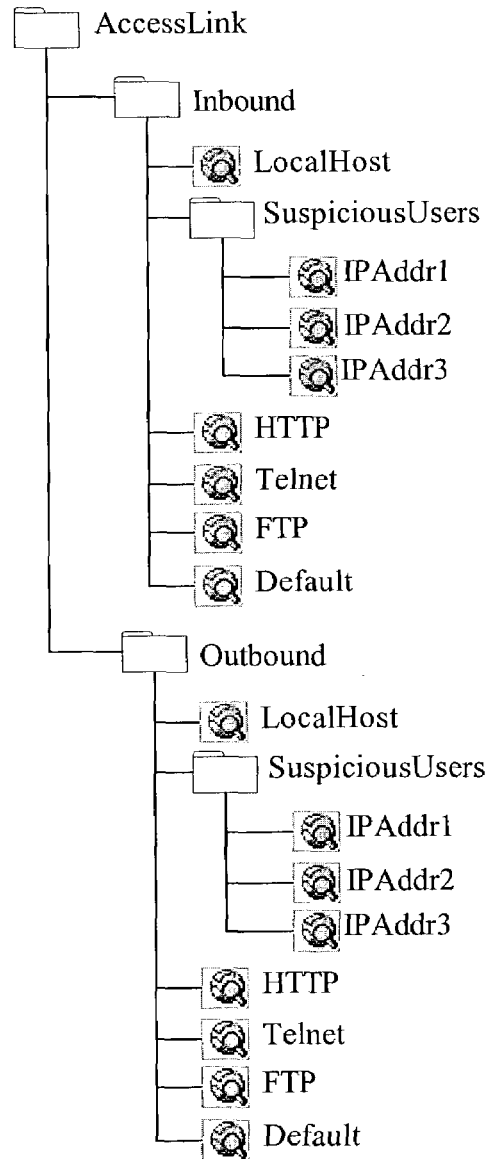 AccessLink
Inbound
LocalHost
SuspiciousUsers
IPAddr1
IPAddr2
IPAddr3
HTTP
Telnet
FTP
Default
Outbound
LocalHost
SuspiciousUsers
IPAddr1
IPAddr2
IPAddr3
HTTP
Telnet
FTP
Default